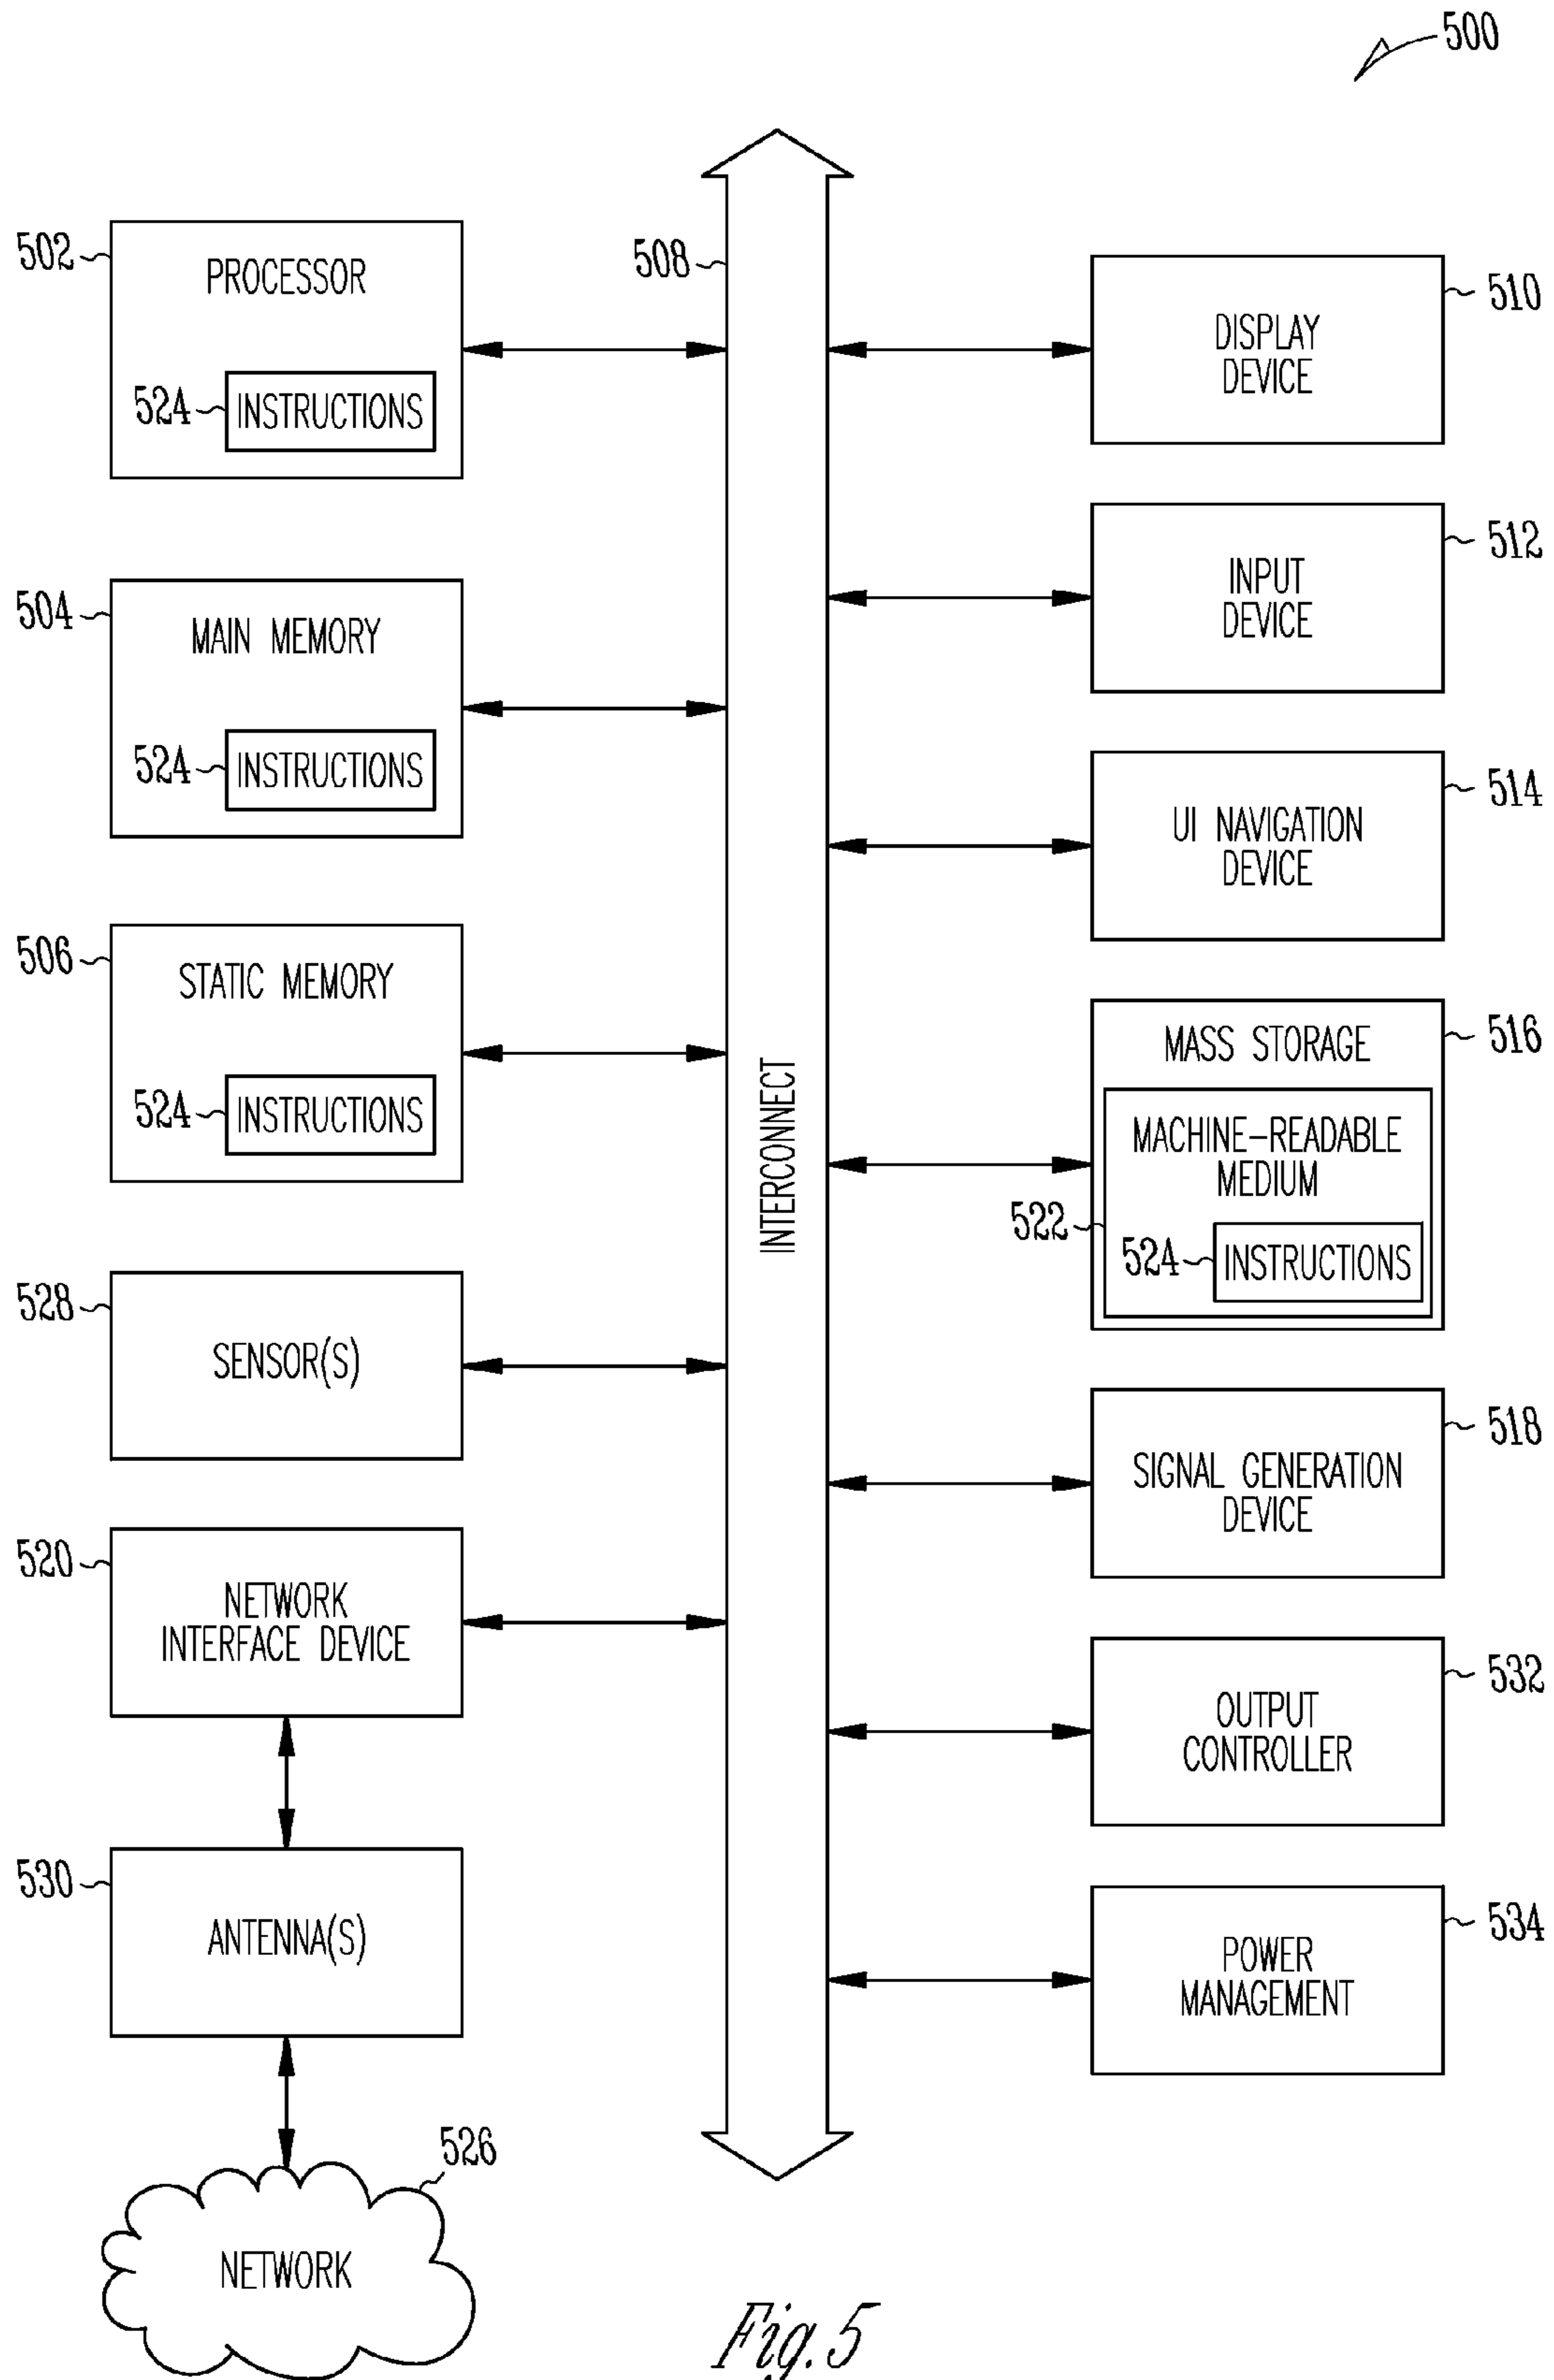 500
502
PROCESSOR
524
INSTRUCTIONS
504
MAIN MEMORY
524
INSTRUCTIONS
506
STATIC MEMORY
524
INSTRUCTIONS
528
SENSOR(S)
520
NETWORK
INTERFACE DEVICE
530
ANTENNA(S)
526
NETWORK
508
INTERCONNECT
510
DISPLAY
DEVICE
512
INPUT
DEVICE
514
UI NAVIGATION
DEVICE
516
MASS STORAGE
MACHINE-READABLE
MEDIUM
522
524
INSTRUCTIONS
518
SIGNAL GENERATION
DEVICE
532
OUTPUT
CONTROLLER
534
POWER
MANAGEMENT
Fig. 5